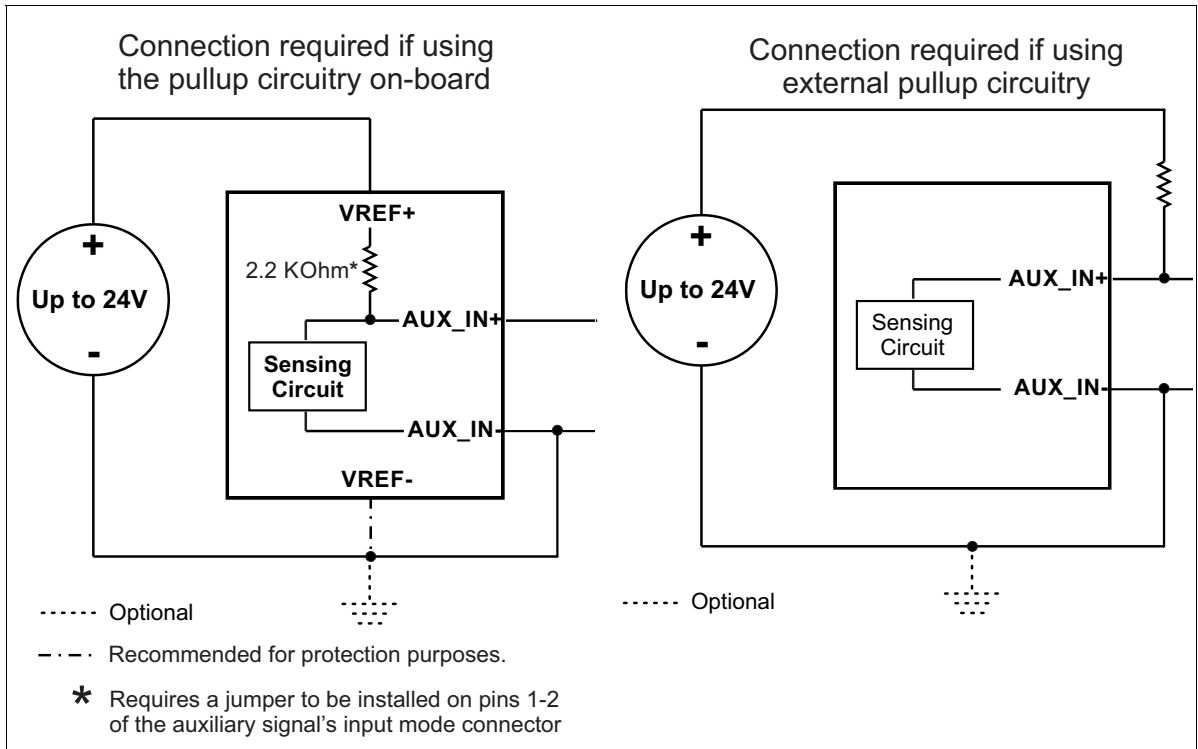 Connection required if using
the pullup circuitry on-board
VREF+
2.2 KOhm*
+
Up to 24V
-
AUX_IN+
Sensing
Circuit
AUX_IN-
VREF-
Optional
Recommended for protection purposes.
* Requires a jumper to be installed on pins 1-2
of the auxiliary signal's input mode connector
Connection required if using
external pullup circuitry
+
Up to 24V
-
AUX_IN+
Sensing
Circuit
AUX_IN-
Optional